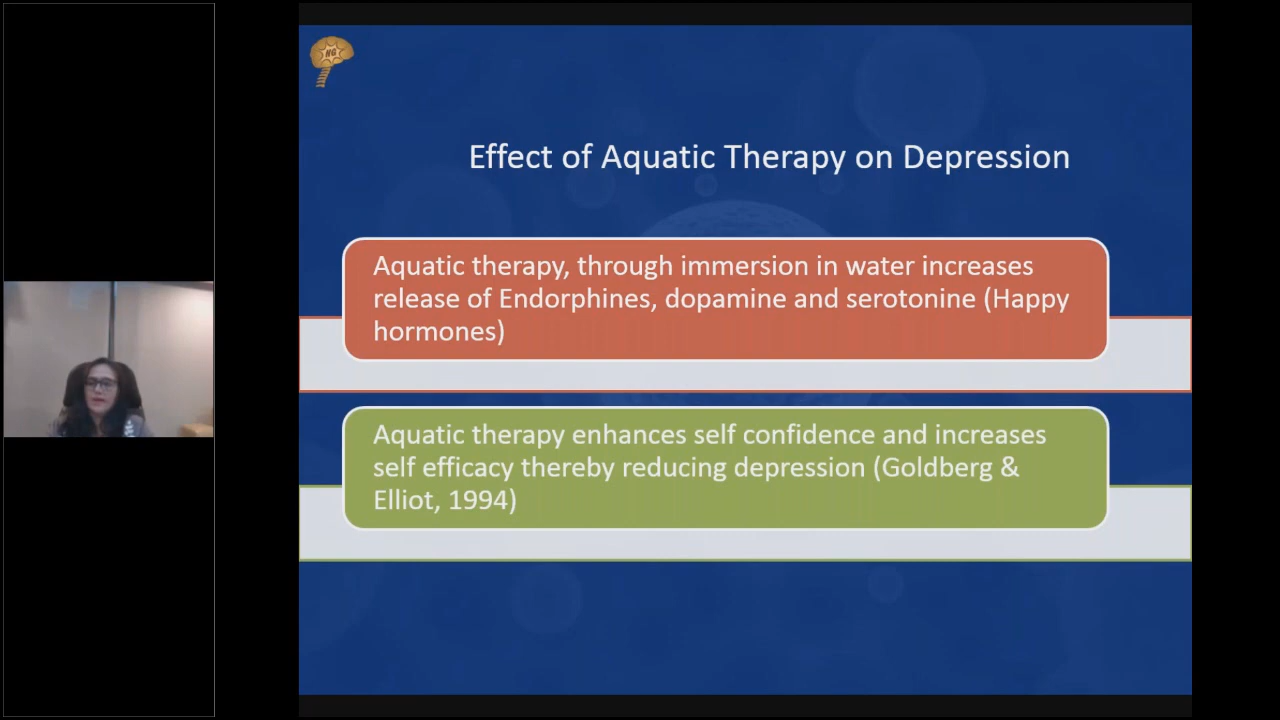 NG
Effect of Aquatic Therapy on Depression
Aquatic therapy, through immersion in water increases
release of Endorphines, dopamine and serotonine (Happy
hormones)
Aquatic therapy enhances self confidence and increases
self efficacy thereby reducing depression (Goldberg &
Elliot, 1994)